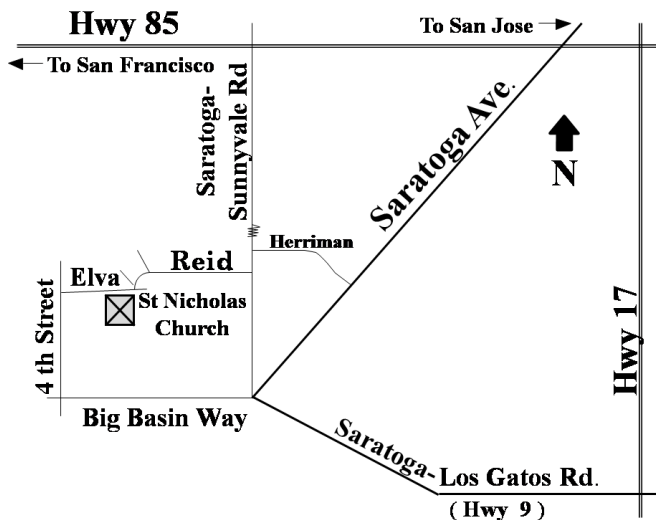 Hwy 85
To San Jose
To San Francisco
Saratoga-
Sunnyvale Rd
Saratoga Ave.
N
Herriman
Reid
Elva
St Nicholas
Church
4 th Street
Hwy 17
Big Basin Way
Saratoga-
Los Gatos Rd.
( Hwy 9 )